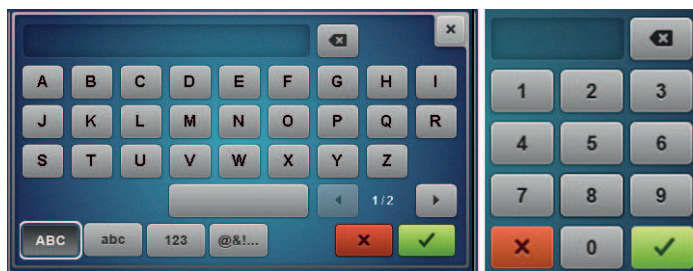 A B C D E F G H I
J K L M N O P Q R
S T U V W X Y Z
1/2
ABC abc 123 @&!...
1 2 3
4 5 6
7 8 9
0